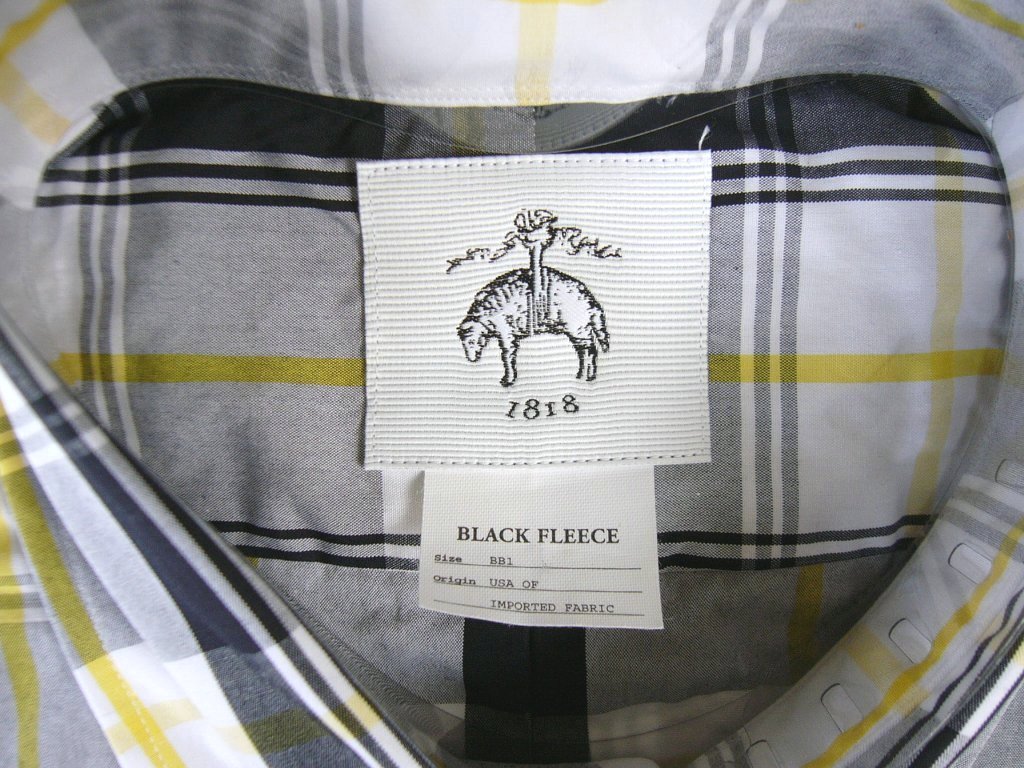 1818
BLACK FLEECE
Size BB1
Origin USA OF
IMPORTED FABRIC